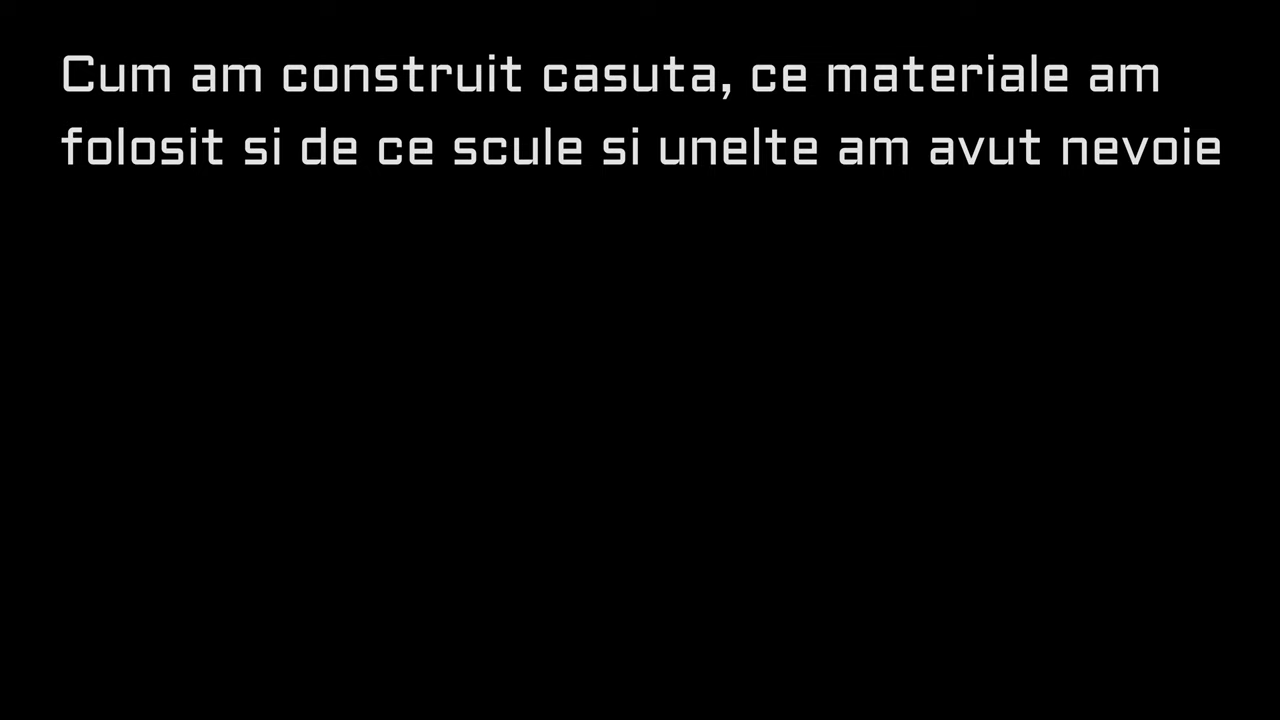 Cum am construit casuta, ce materiale am
folosit si de ce scule si unelte am avut nevoie